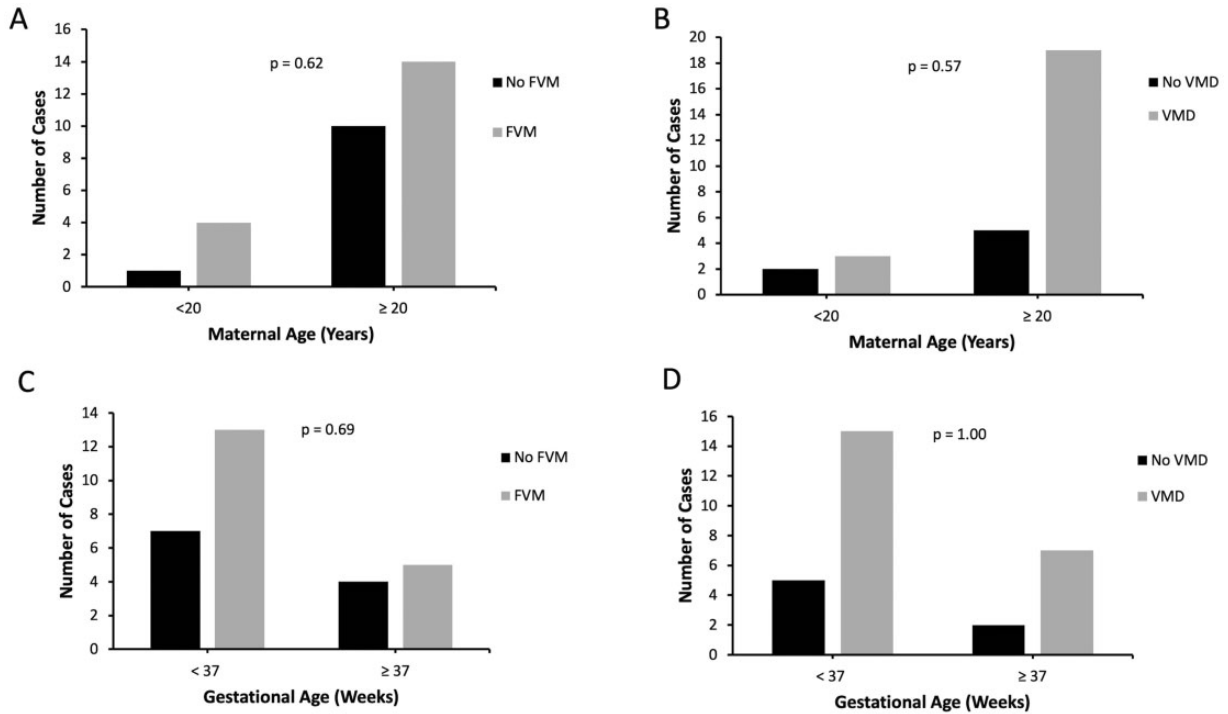 A
Number of Cases
16
14
12
10
8
6
4
2
0
p = 0.62
No FVM
FVM
<20
≥ 20
Maternal Age (Years)
B
Number of Cases
20
18
16
14
12
10
8
6
4
2
0
p = 0.57
No VMD
VMD
<20
≥ 20
Maternal Age (Years)
C
Number of Cases
14
12
10
8
6
4
2
0
p = 0.69
No FVM
FVM
< 37
≥ 37
Gestational Age (Weeks)
D
Number of Cases
16
14
12
10
8
6
4
2
0
p = 1.00
No VMD
VMD
< 37
≥ 37
Gestational Age (Weeks)